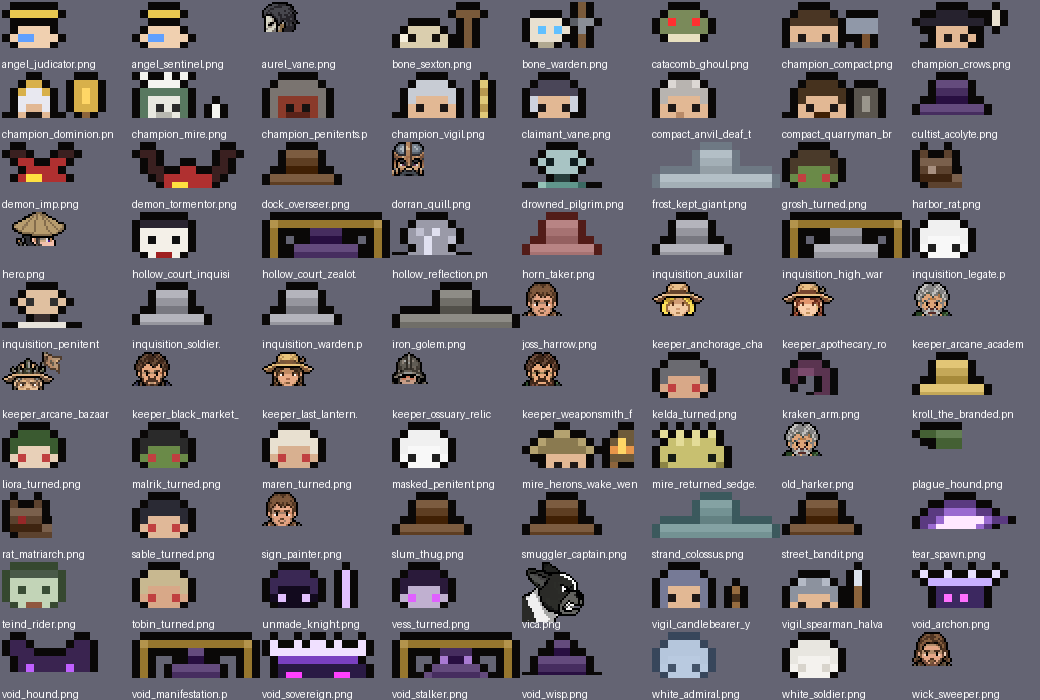 angel_judicator.png angel_sentinel.png aurel_vane.png bone_sexton.png bone_warden.png catacomb_ghoul.png champion_compact.png champion_crows.png
champion_dominion.pn champion_mire.png champion_penitents.p champion_vigil.png claimant_vane.png compact_anvil_deaf_t compact_quarryman_br cultist_acolyte.png
demon_imp.png demon_tormentor.png dock_overseer.png dorran_quill.png drowned_pilgrim.png frost_kept_giant.png grosh_turned.png harbor_rat.png
hero.png hollow_court_inquisi hollow_court_zealot. hollow_reflection.pn horn_taker.png inquisition_auxiliar inquisition_high_war inquisition_legate.p
inquisition_penitent inquisition_soldier. inquisition_warden.p iron_golem.png joss_harrow.png keeper_anchorage_cha keeper_apothecary_ro keeper_arcane_academ
keeper_arcane_bazaar keeper_black_market_ keeper_last_lantern. keeper_ossuary_relic keeper_weaponsmith_f kelda_turned.png kraken_arm.png kroll_the_branded.pn
liora_turned.png malrik_turned.png maren_turned.png masked_penitent.png mire_herons_wake_wen mire_returned_sedge. old_harker.png plague_hound.png
rat_matriarch.png sable_turned.png sign_painter.png slum_thug.png smuggler_captain.png strand_colossus.png street_bandit.png tear_spawn.png
teind_rider.png tobin_turned.png unmade_knight.png vess_turned.png vica.png vigil_candlebearer_y vigil_spearman_halva void_archon.png
void_hound.png void_manifestation.p void_sovereign.png void_stalker.png void_wisp.png white_admiral.png white_soldier.png wick_sweeper.png